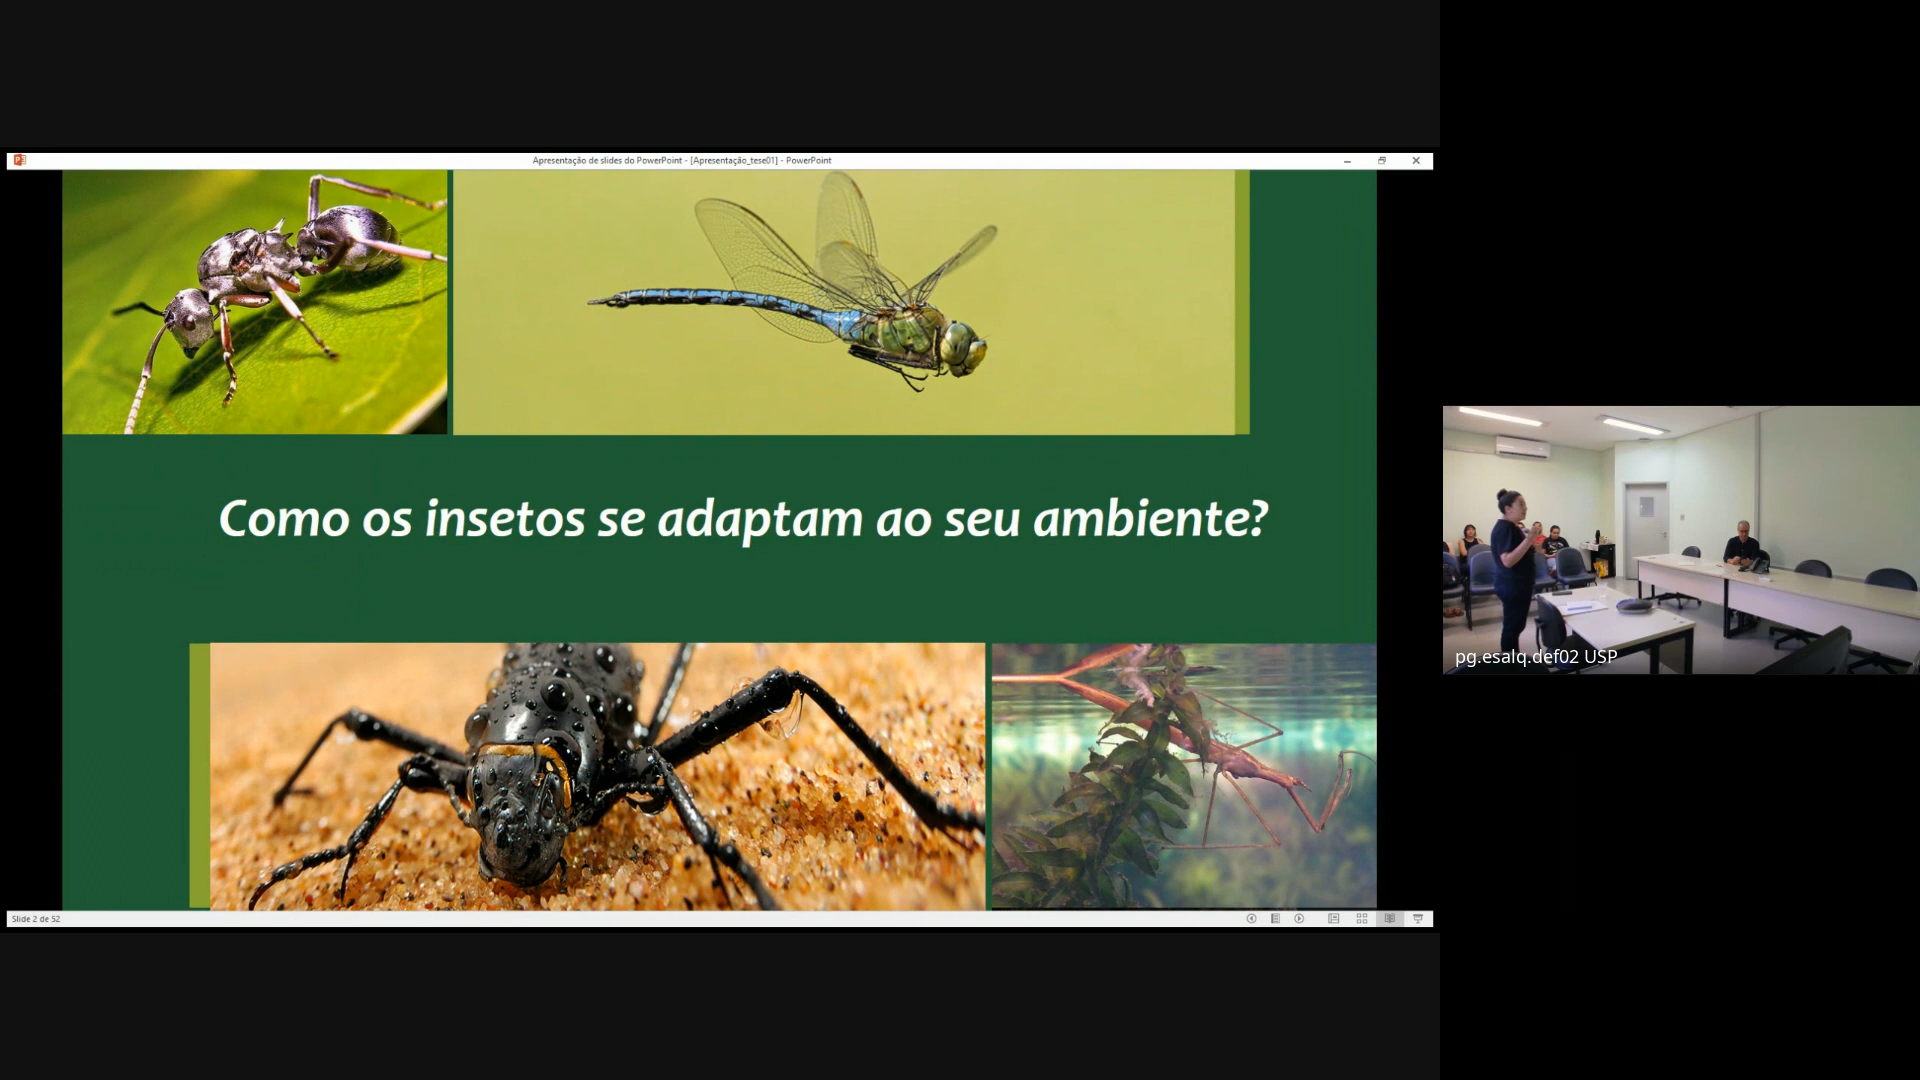 Apresentação de slides do PowerPoint - [Apresentação_tese01] - PowerPoint
Como os insetos se adaptam ao seu ambiente?
pg.esalq.def02 USP
Slide 2 de 52